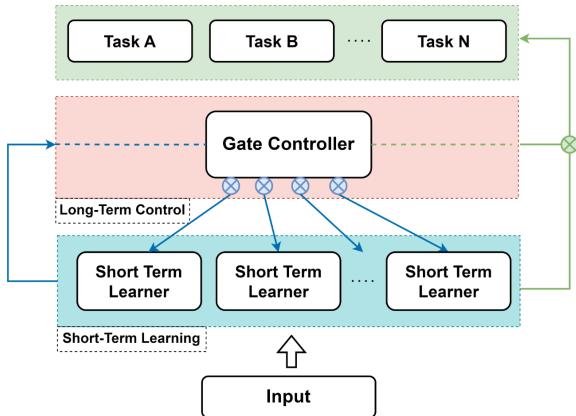 Task A
Task B
....
Task N
Gate Controller
Long-Term Control
Short Term
Learner
Short Term
Learner
....
Short Term
Learner
Short-Term Learning
Input